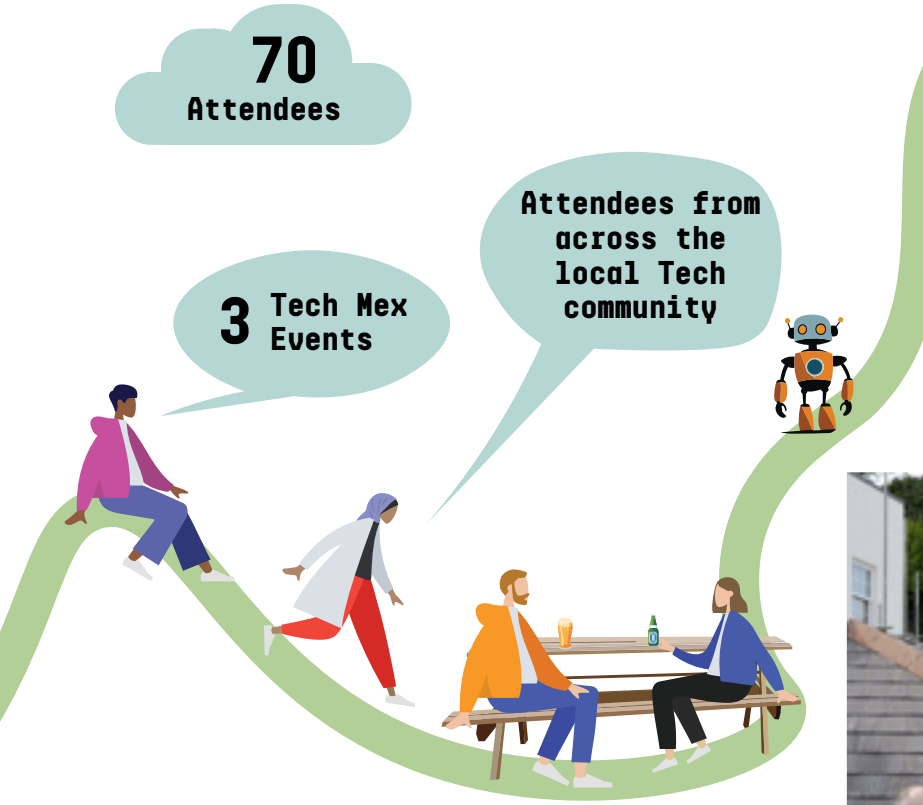 70
Attendees
Attendees from
across the
local Tech
community
3 Tech Mex
Events